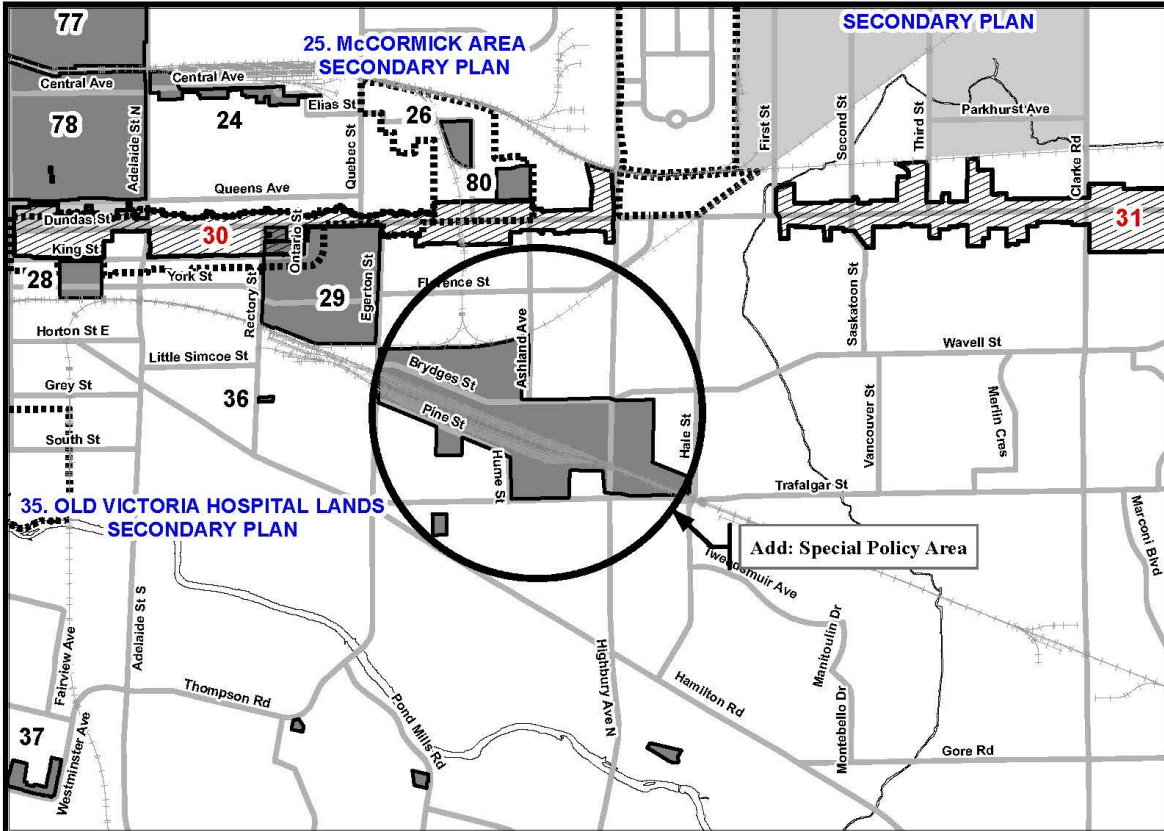 77
SECONDARY PLAN
25. McCORMICK AREA
SECONDARY PLAN
Central Ave
Central Ave
Elias St
78
24
26
Adelaide St N
Quebec St
First St
Second St
Third St
Parkhurst Ave
Clarke Rd
80
Queens Ave
Dundas St
King St
30
Ontario St
31
28
York St
Rectory St
29
Egerton St
Florence St
Saskatoon St
Horton St E
Little Simcoe St
Ashland Ave
Wavell St
Grey St
36
Brydges St
Pine St
South St
Hume St
Hale St
Vancouver St
Merlin Cres
Trafalgar St
35. OLD VICTORIA HOSPITAL LANDS
SECONDARY PLAN
Add: Special Policy Area
Tweedsmuir Ave
Marconi Blvd
Adelaide St S
Fairview Ave
Thompson Rd
Pond Mills Rd
Highbury Ave N
Hamilton Rd
Manitoulin Dr
Montebello Dr
Gore Rd
37
Westminster Ave